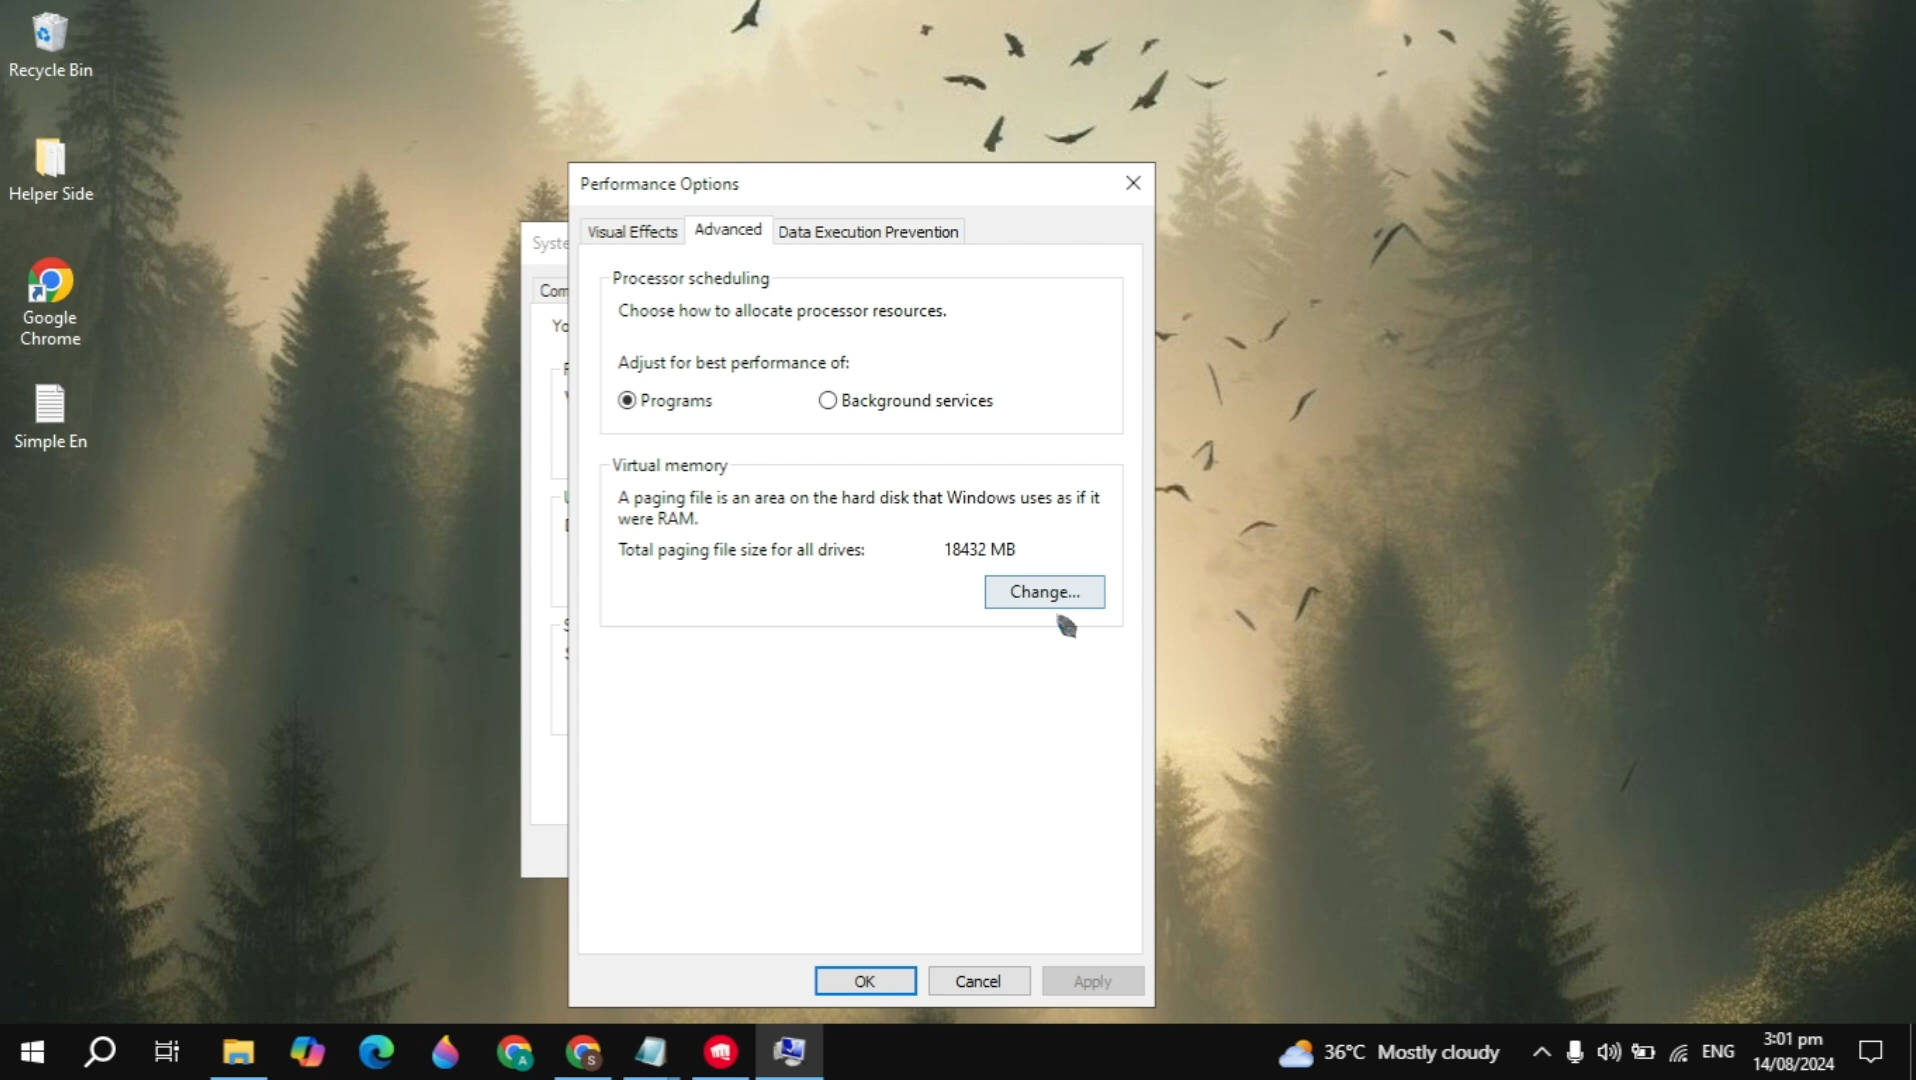 Recycle Bin
Helper Side
Google
Chrome
Simple En
Syste
Com
Yo
Performance Options
Visual Effects
Advanced
Data Execution Prevention
Processor scheduling
Choose how to allocate processor resources.
Adjust for best performance of:
Programs
Background services
Virtual memory
A paging file is an area on the hard disk that Windows uses as if it
were RAM.
Total paging file size for all drives: 18432 MB
Change...
OK
Cancel
Apply
A
S
36°C Mostly cloudy
ENG
3:01 pm
14/08/2024